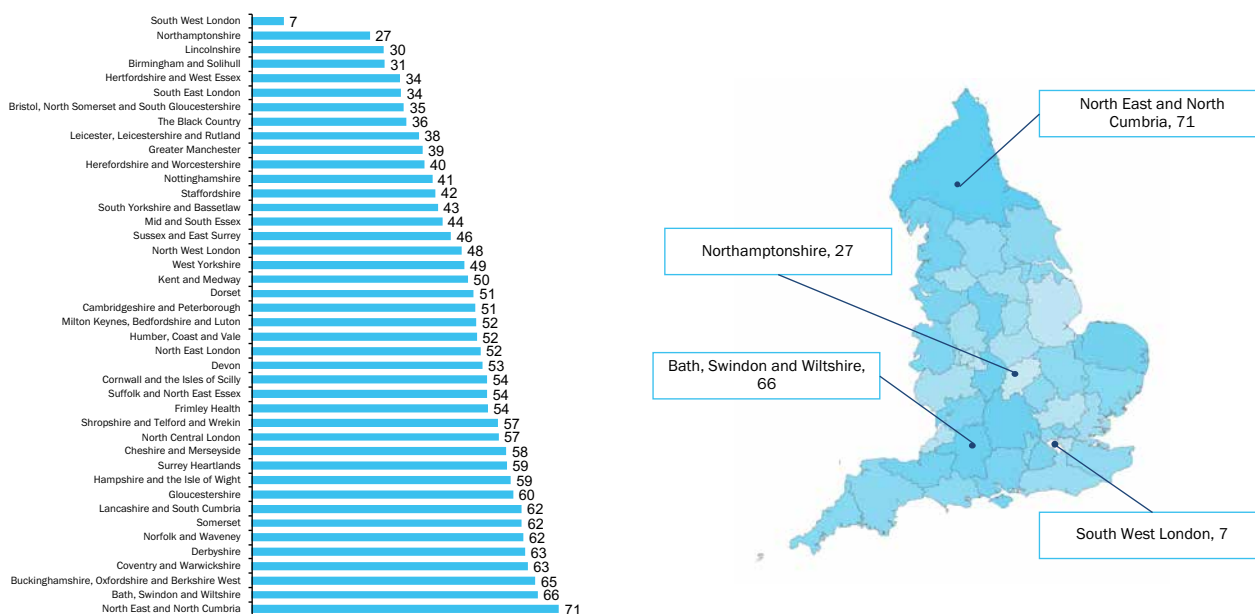 South West London 7
Northamptonshire 27
Lincolnshire 30
Birmingham and Solihull 31
Hertfordshire and West Essex 34
South East London 34
Bristol, North Somerset and South Gloucestershire 35
The Black Country 36
Leicester, Leicestershire and Rutland 38
Greater Manchester 39
Herefordshire and Worcestershire 40
Nottinghamshire 41
Staffordshire 42
South Yorkshire and Bassetlaw 43
Mid and South Essex 44
Sussex and East Surrey 46
North West London 48
West Yorkshire 49
Kent and Medway 50
Dorset 51
Cambridgeshire and Peterborough 51
Milton Keynes, Bedfordshire and Luton 52
Humber, Coast and Vale 52
North East London 52
Devon 53
Cornwall and the Isles of Scilly 54
Suffolk and North East Essex 54
Frimley Health 54
Shropshire and Telford and Wrekin 57
North Central London 57
Cheshire and Merseyside 58
Surrey Heartlands 59
Hampshire and the Isle of Wight 59
Gloucestershire 60
Lancashire and South Cumbria 62
Somerset 62
Norfolk and Waveney 62
Derbyshire 63
Coventry and Warwickshire 63
Buckinghamshire, Oxfordshire and Berkshire West 65
Bath, Swindon and Wiltshire 66
North East and North Cumbria 71
North East and North
Cumbria, 71
Northamptonshire, 27
Bath, Swindon and Wiltshire,
66
South West London, 7